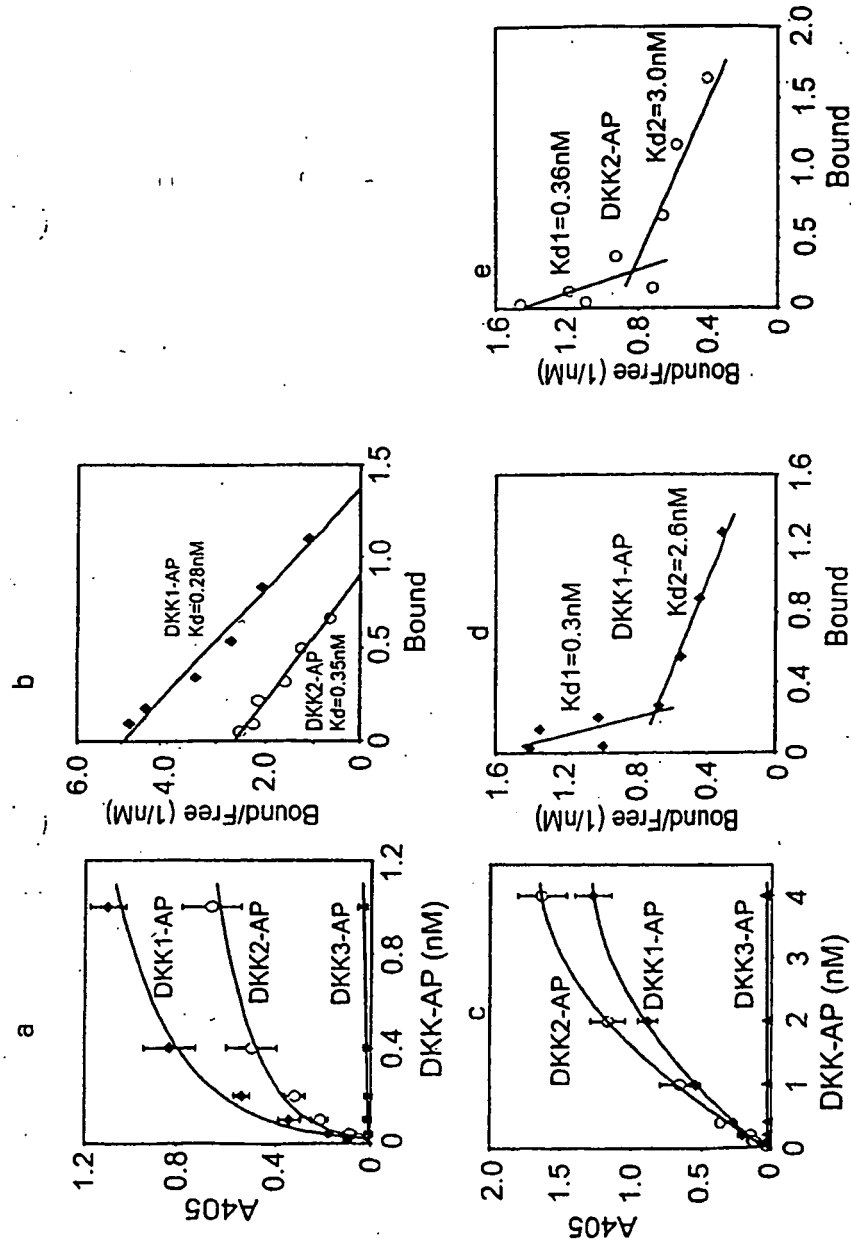 a
1.2
0.8
0.4
0
A405
DKK1-AP
DKK2-AP
DKK3-AP
0
0.4
0.8
1.2
DKK-AP (nM)
b
6.0
4.0
2.0
0
Bound/Free (1/nM)
DKK1-AP
Kd=0.28nM
DKK2-AP
Kd=0.35nM
0
0.5
1.0
1.5
Bound
c
2.0
1.5
1.0
0.5
0
A405
DKK2-AP
DKK1-AP
DKK3-AP
0
1
2
3
4
DKK-AP (nM)
d
1.6
1.2
0.8
0.4
0
Bound/Free (1/nM)
Kd1=0.3nM
DKK1-AP
Kd2=2.6nM
0
0.4
0.8
1.2
1.6
Bound
e
1.6
1.2
0.8
0.4
0
Bound/Free (1/nM)
Kd1=0.36nM
DKK2-AP
Kd2=3.0nM
0
0.5
1.0
1.5
2.0
Bound